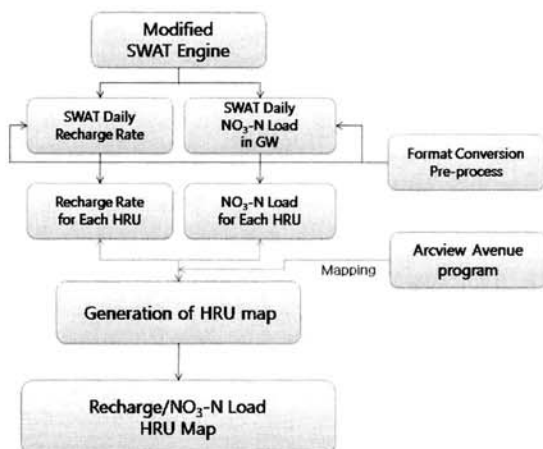 Modified
SWAT Engine
SWAT Daily
Recharge Rate
SWAT Daily
NO₃-N Load
in GW
Format Conversion
Pre-process
Recharge Rate
for Each HRU
NO₃-N Load
for Each HRU
Mapping
Arcview Avenue
program
Generation of HRU map
Recharge/NO₃-N Load
HRU Map